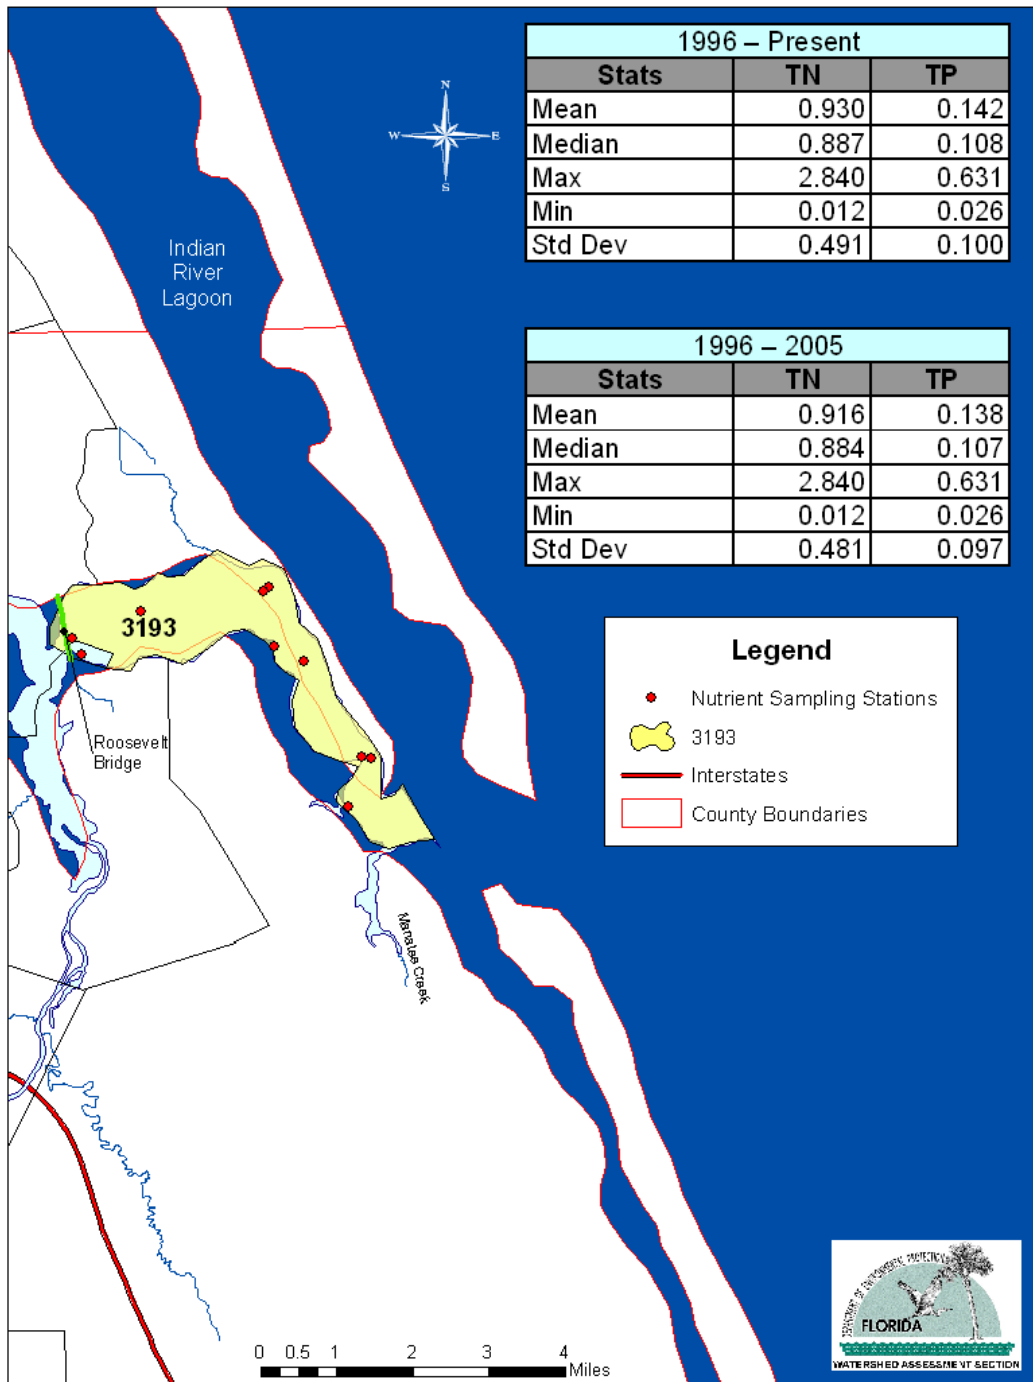 1996 – Present
Stats TN TP
Mean 0.930 0.142
Median 0.887 0.108
Max 2.840 0.631
Min 0.012 0.026
Std Dev 0.491 0.100
N
W E
S
Indian
River
Lagoon
1996 – 2005
Stats TN TP
Mean 0.916 0.138
Median 0.884 0.107
Max 2.840 0.631
Min 0.012 0.026
Std Dev 0.481 0.097
3193
Roosevelt
Bridge
Legend
Nutrient Sampling Stations
3193
Interstates
County Boundaries
Manatee Creek
0 0.5 1 2 3 4
Miles
DEPARTMENT OF ENVIRONMENTAL PROTECTION
FLORIDA
WATERSHED ASSESSMENT SECTION